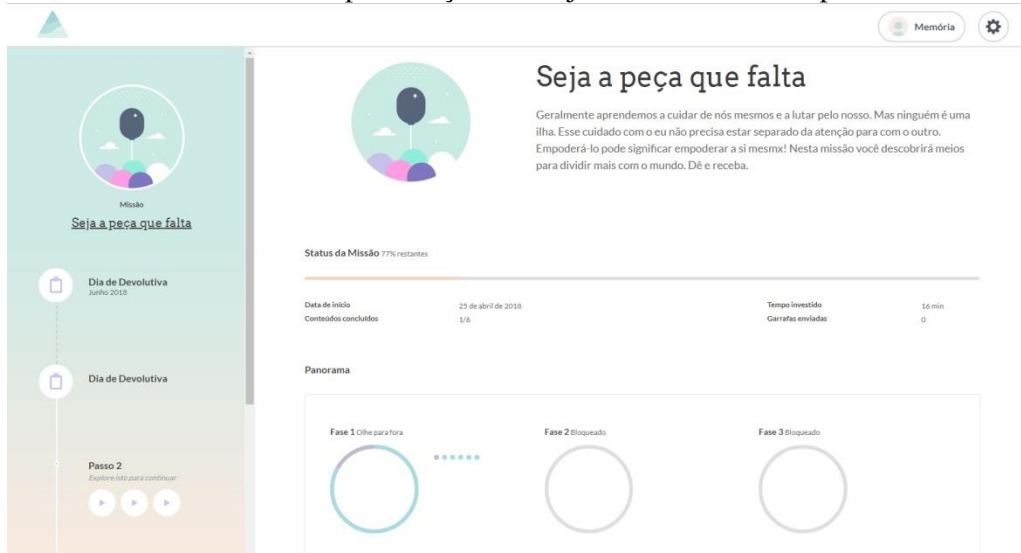 Memória
Missão
Seja a peça que falta
Dia de Devolutiva
Junho 2018
Dia de Devolutiva
Passo 2
Explore isto para continuar
Seja a peça que falta
Geralmente aprendemos a cuidar de nós mesmos e a lutar pelo nosso. Mas ninguém é uma
ilha. Esse cuidado com o eu não precisa estar separado da atenção para com o outro.
Empoderá-lo pode significar empoderar a si mesmx! Nesta missão você descobrirá meios
para dividir mais com o mundo. Dê e receba.
Status da Missão 77% restantes
Data de início 25 de abril de 2018 Tempo investido 16 min
Conteúdos concluídos 1/6 Garrafas enviadas 0
Panorama
Fase 1 Olhe para fora Fase 2 Bloqueado Fase 3 Bloqueado